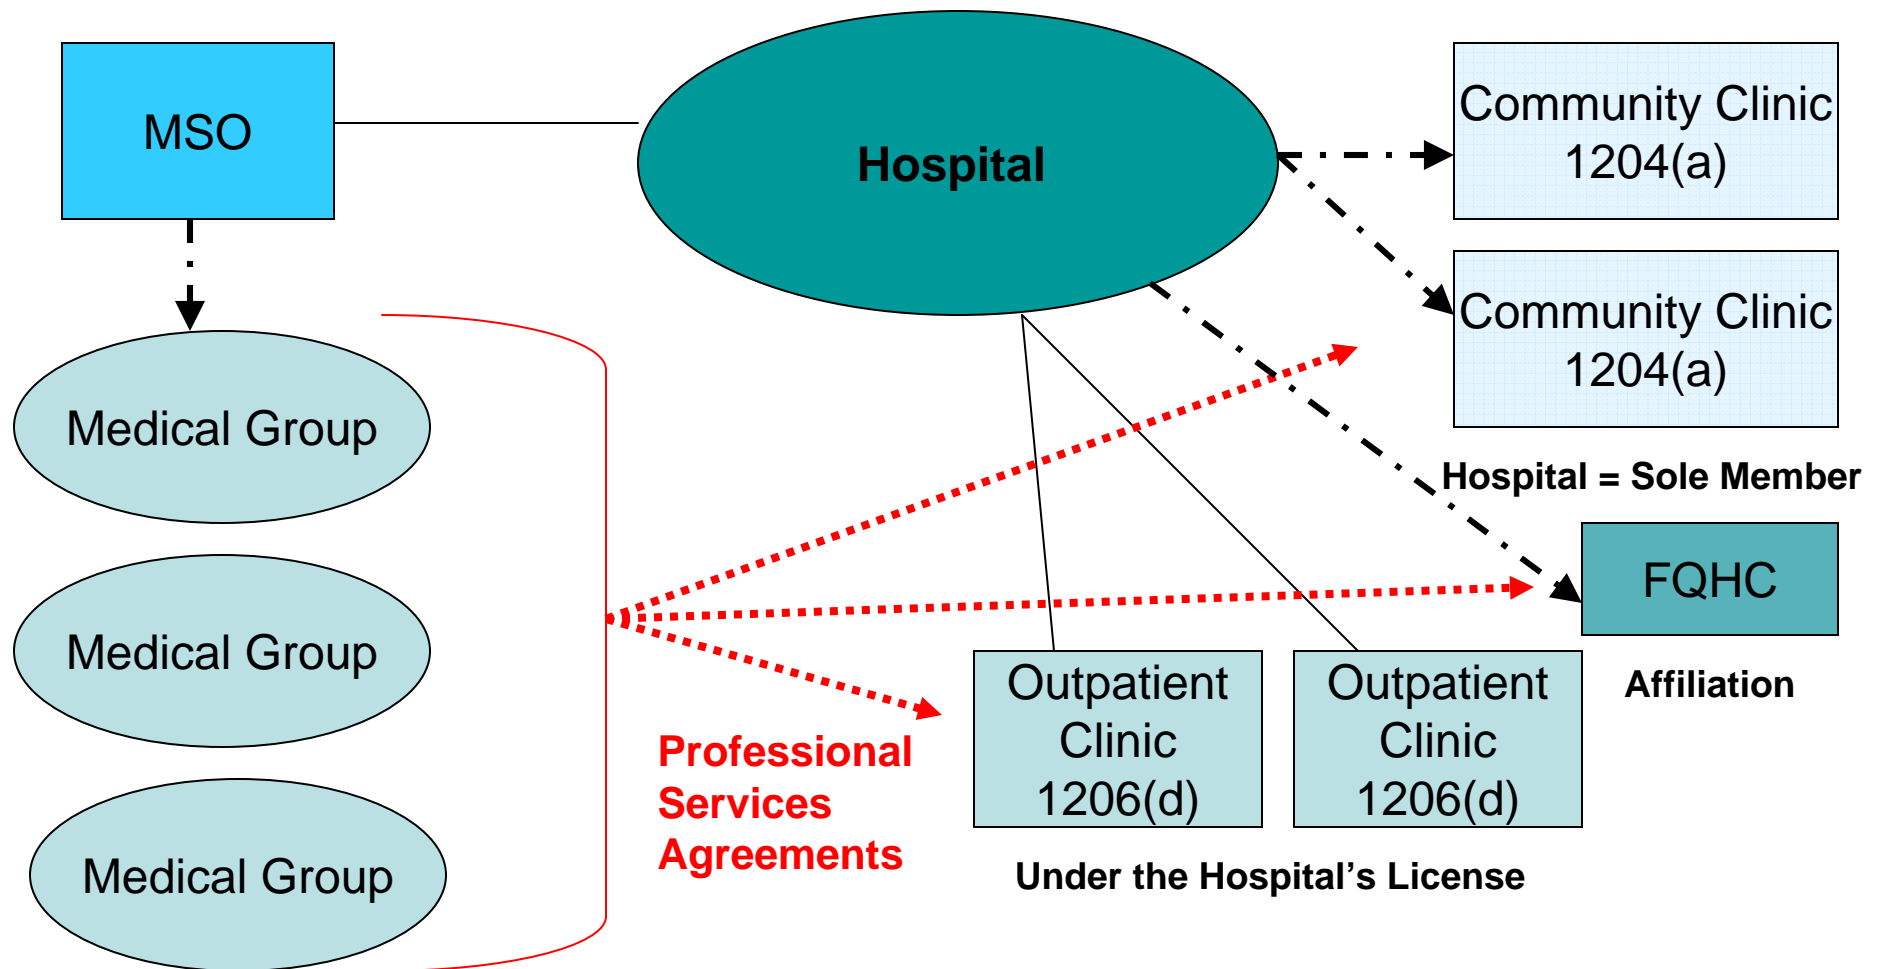 MSO
Hospital
Community Clinic
1204(a)
Community Clinic
1204(a)
Hospital = Sole Member
Medical Group
Medical Group
Medical Group
FQHC
Affiliation
Outpatient
Clinic
1206(d)
Outpatient
Clinic
1206(d)
Professional
Services
Agreements
Under the Hospital’s License